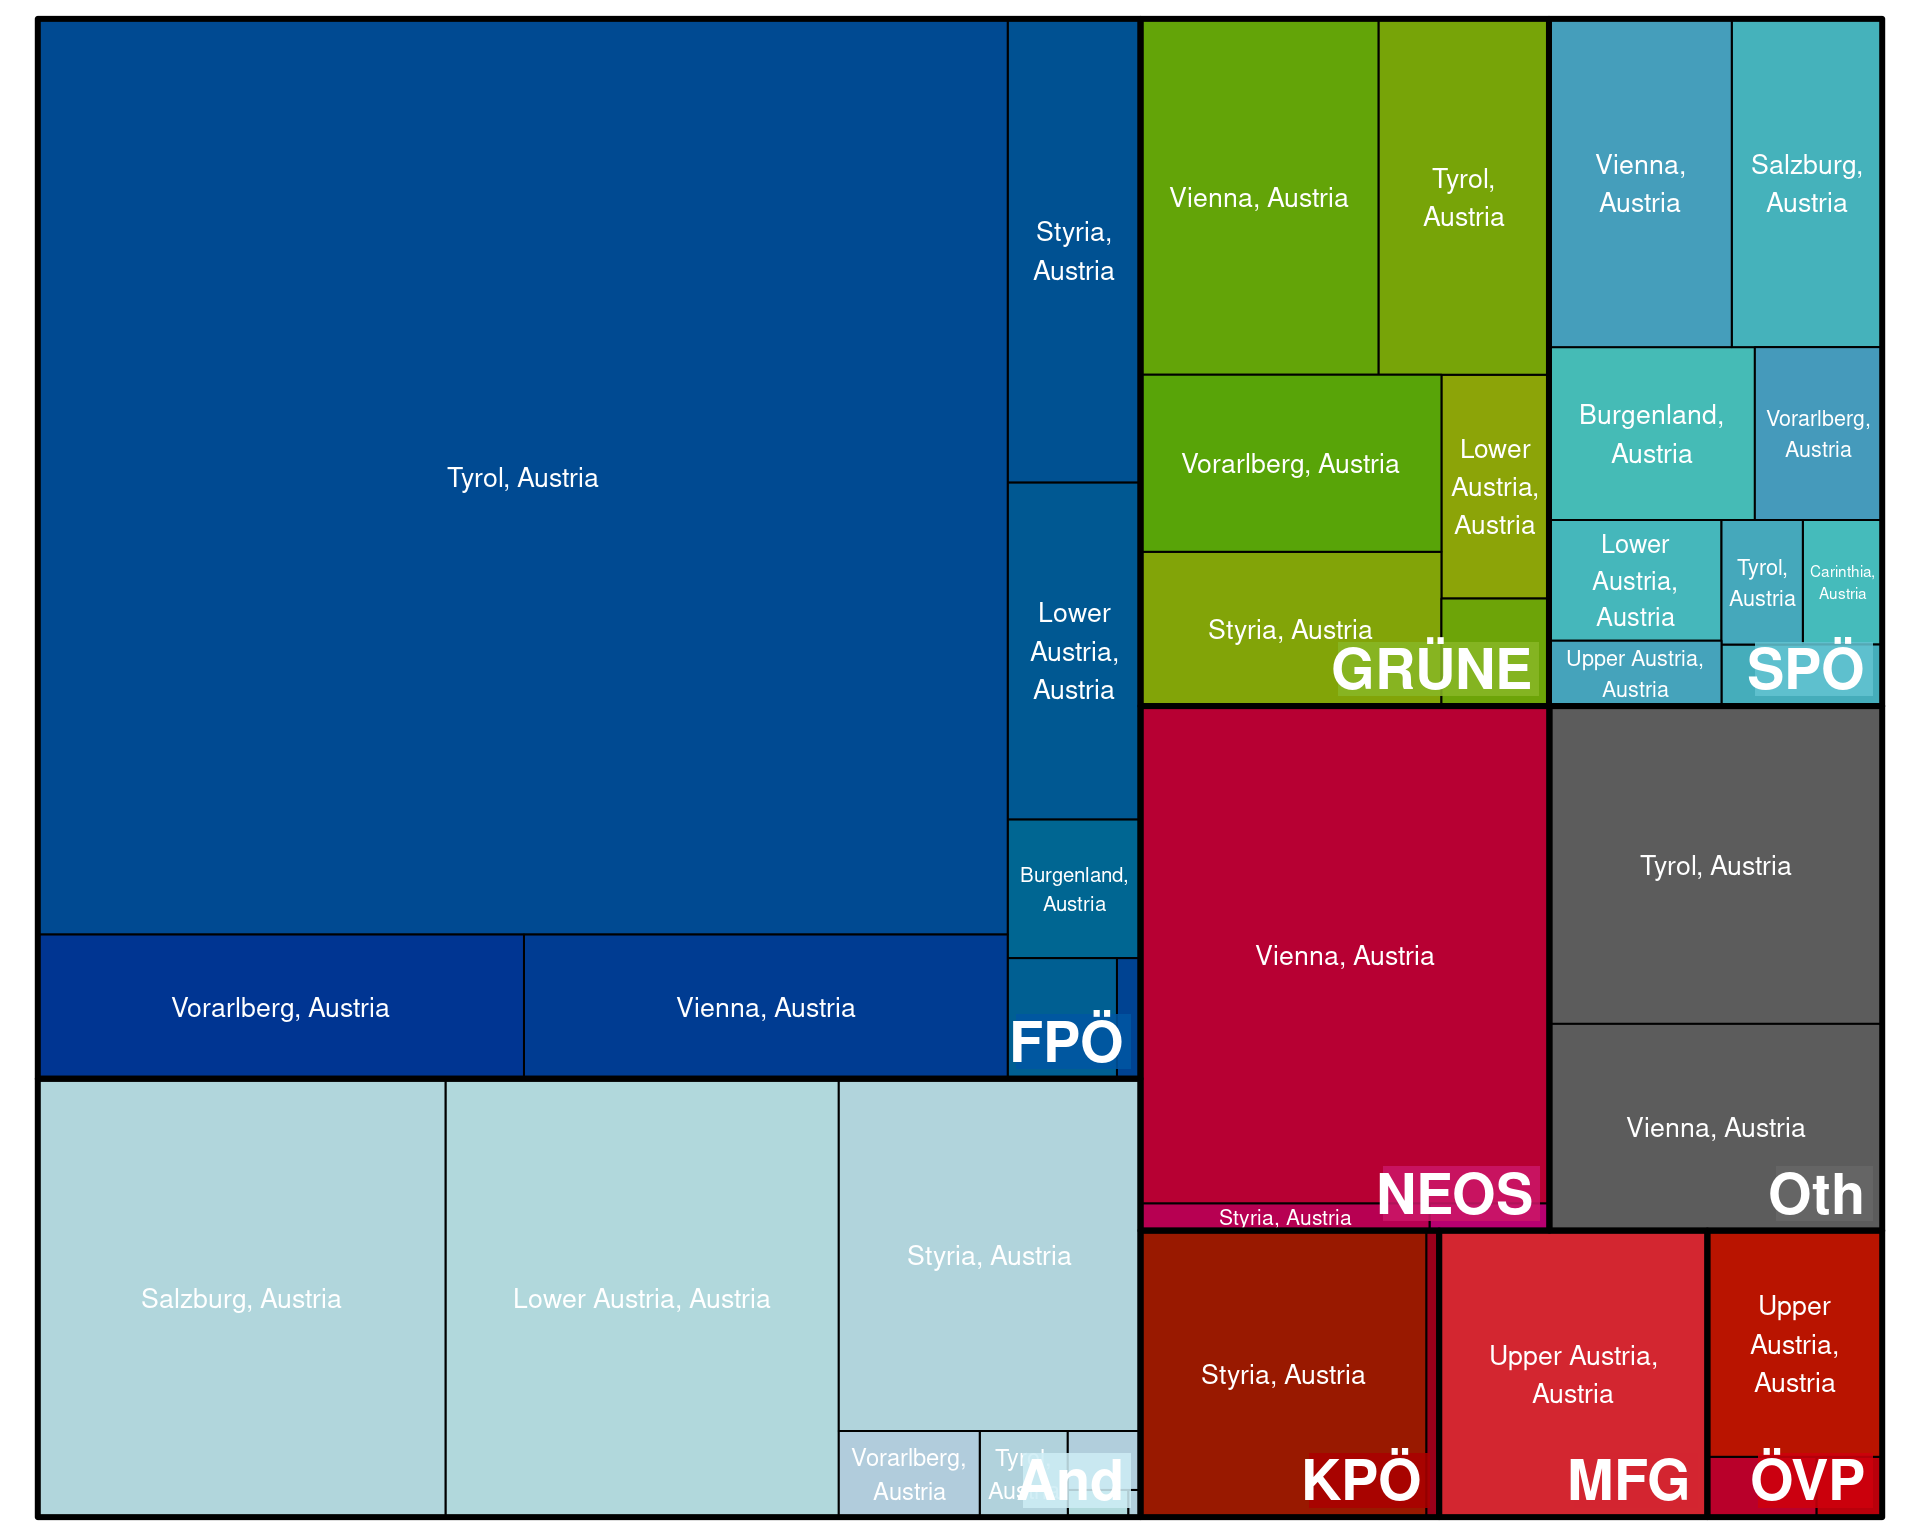 Tyrol, Austria
Styria,
Austria
Lower
Austria,
Austria
Burgenland,
Austria
Vorarlberg, Austria
Vienna, Austria
FPÖ
Salzburg, Austria
Lower Austria, Austria
Styria, Austria
Vorarlberg,
Austria
Tyrol
Aus
And
Vienna, Austria
Tyrol,
Austria
Vorarlberg, Austria
Lower
Austria,
Austria
Styria, Austria
GRÜNE
Vienna,
Austria
Salzburg,
Austria
Burgenland,
Austria
Vorarlberg,
Austria
Lower
Austria,
Austria
Tyrol,
Austria
Carinthia,
Austria
Upper Austria,
Austria
SPÖ
Vienna, Austria
Styria, Austria
NEOS
Tyrol, Austria
Vienna, Austria
Oth
Styria, Austria
KPÖ
Upper Austria,
Austria
MFG
Upper
Austria,
Austria
ÖVP